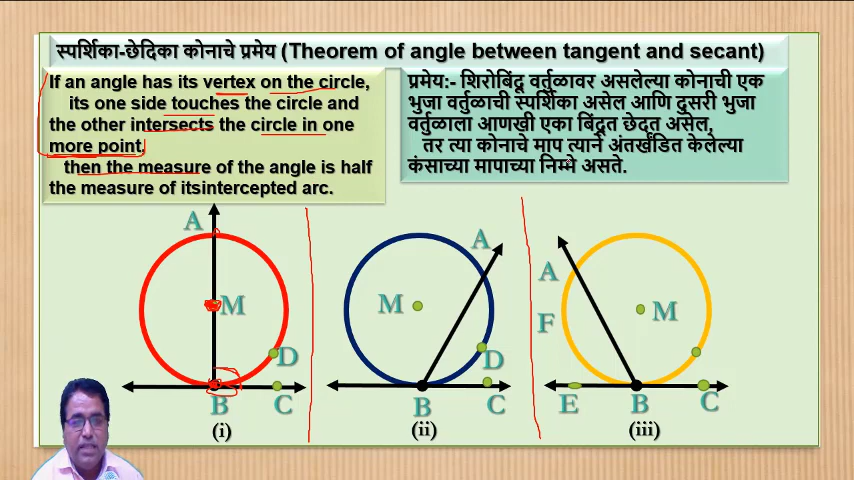 स्पर्शिका-छेदिका कोनाचे प्रमेय (Theorem of angle between tangent and secant)
If an angle has its vertex on the circle,
its one side touches the circle and
the other intersects the circle in one
more point,
then the measure of the angle is half
the measure of itsintercepted arc.
प्रमेय:- शिरोबिंदू वर्तुळावर असलेल्या कोनाची एक
भुजा वर्तुळाची स्पर्शिका असेल आणि दुसरी भुजा
वर्तुळाला आणखी एका बिंदूत छेदत असेल,
तर त्या कोनाचे माप त्याने अंतर्खंडित केलेल्या
कंसाच्या मापाच्या निम्मे असते.
A
M
D
B
C
(i)
A
M
D
B
C
(ii)
A
F
M
E
B
C
(iii)